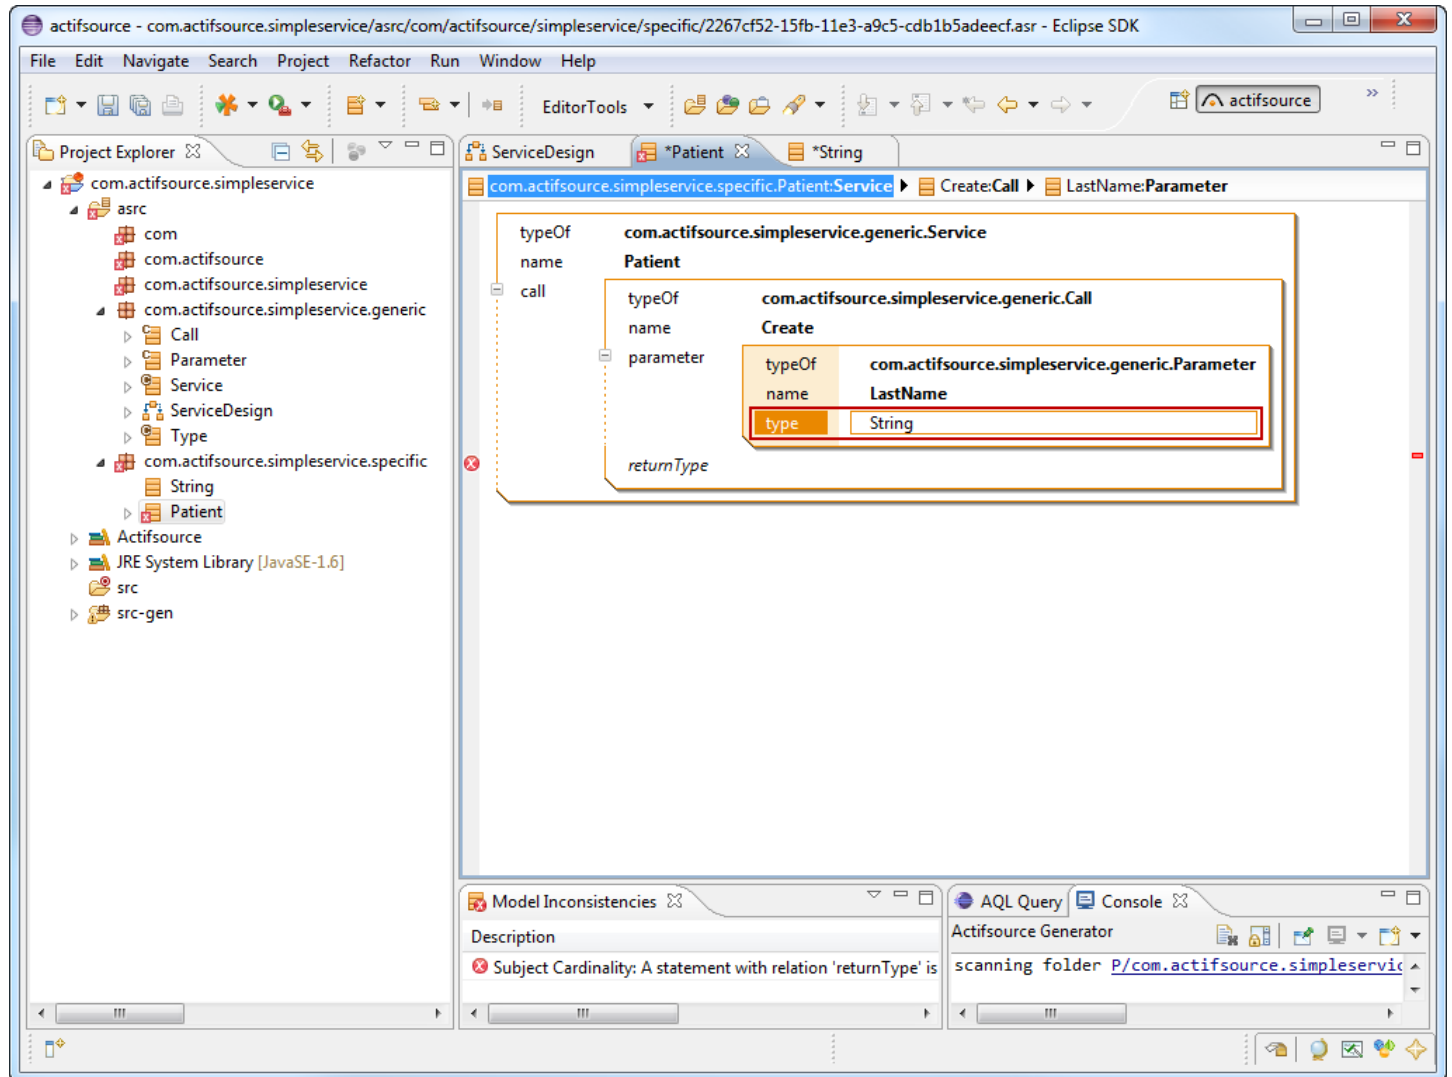 actifsource - com.actifsource.simpleservice/asrc/com/actifsource/simpleservice/specific/2267cf52-15fb-11e3-a9c5-cdb1b5adeecf.asr - Eclipse SDK
File Edit Navigate Search Project Refactor Run Window Help
EditorTools
actifsource
Project Explorer
com.actifsource.simpleservice
asrc
com
com.actifsource
com.actifsource.simpleservice
com.actifsource.simpleservice.generic
Call
Parameter
Service
ServiceDesign
Type
com.actifsource.simpleservice.specific
String
Patient
Actifsource
JRE System Library [JavaSE-1.6]
src
src-gen
ServiceDesign *Patient *String
com.actifsource.simpleservice.specific.Patient:Service Create:Call LastName:Parameter
typeOf com.actifsource.simpleservice.generic.Service
name Patient
call
typeOf com.actifsource.simpleservice.generic.Call
name Create
parameter
typeOf com.actifsource.simpleservice.generic.Parameter
name LastName
type String
returnType
Model Inconsistencies
Description
Subject Cardinality: A statement with relation 'returnType' is
AQL Query Console
Actifsource Generator
scanning folder P/com.actifsource.simpleservic